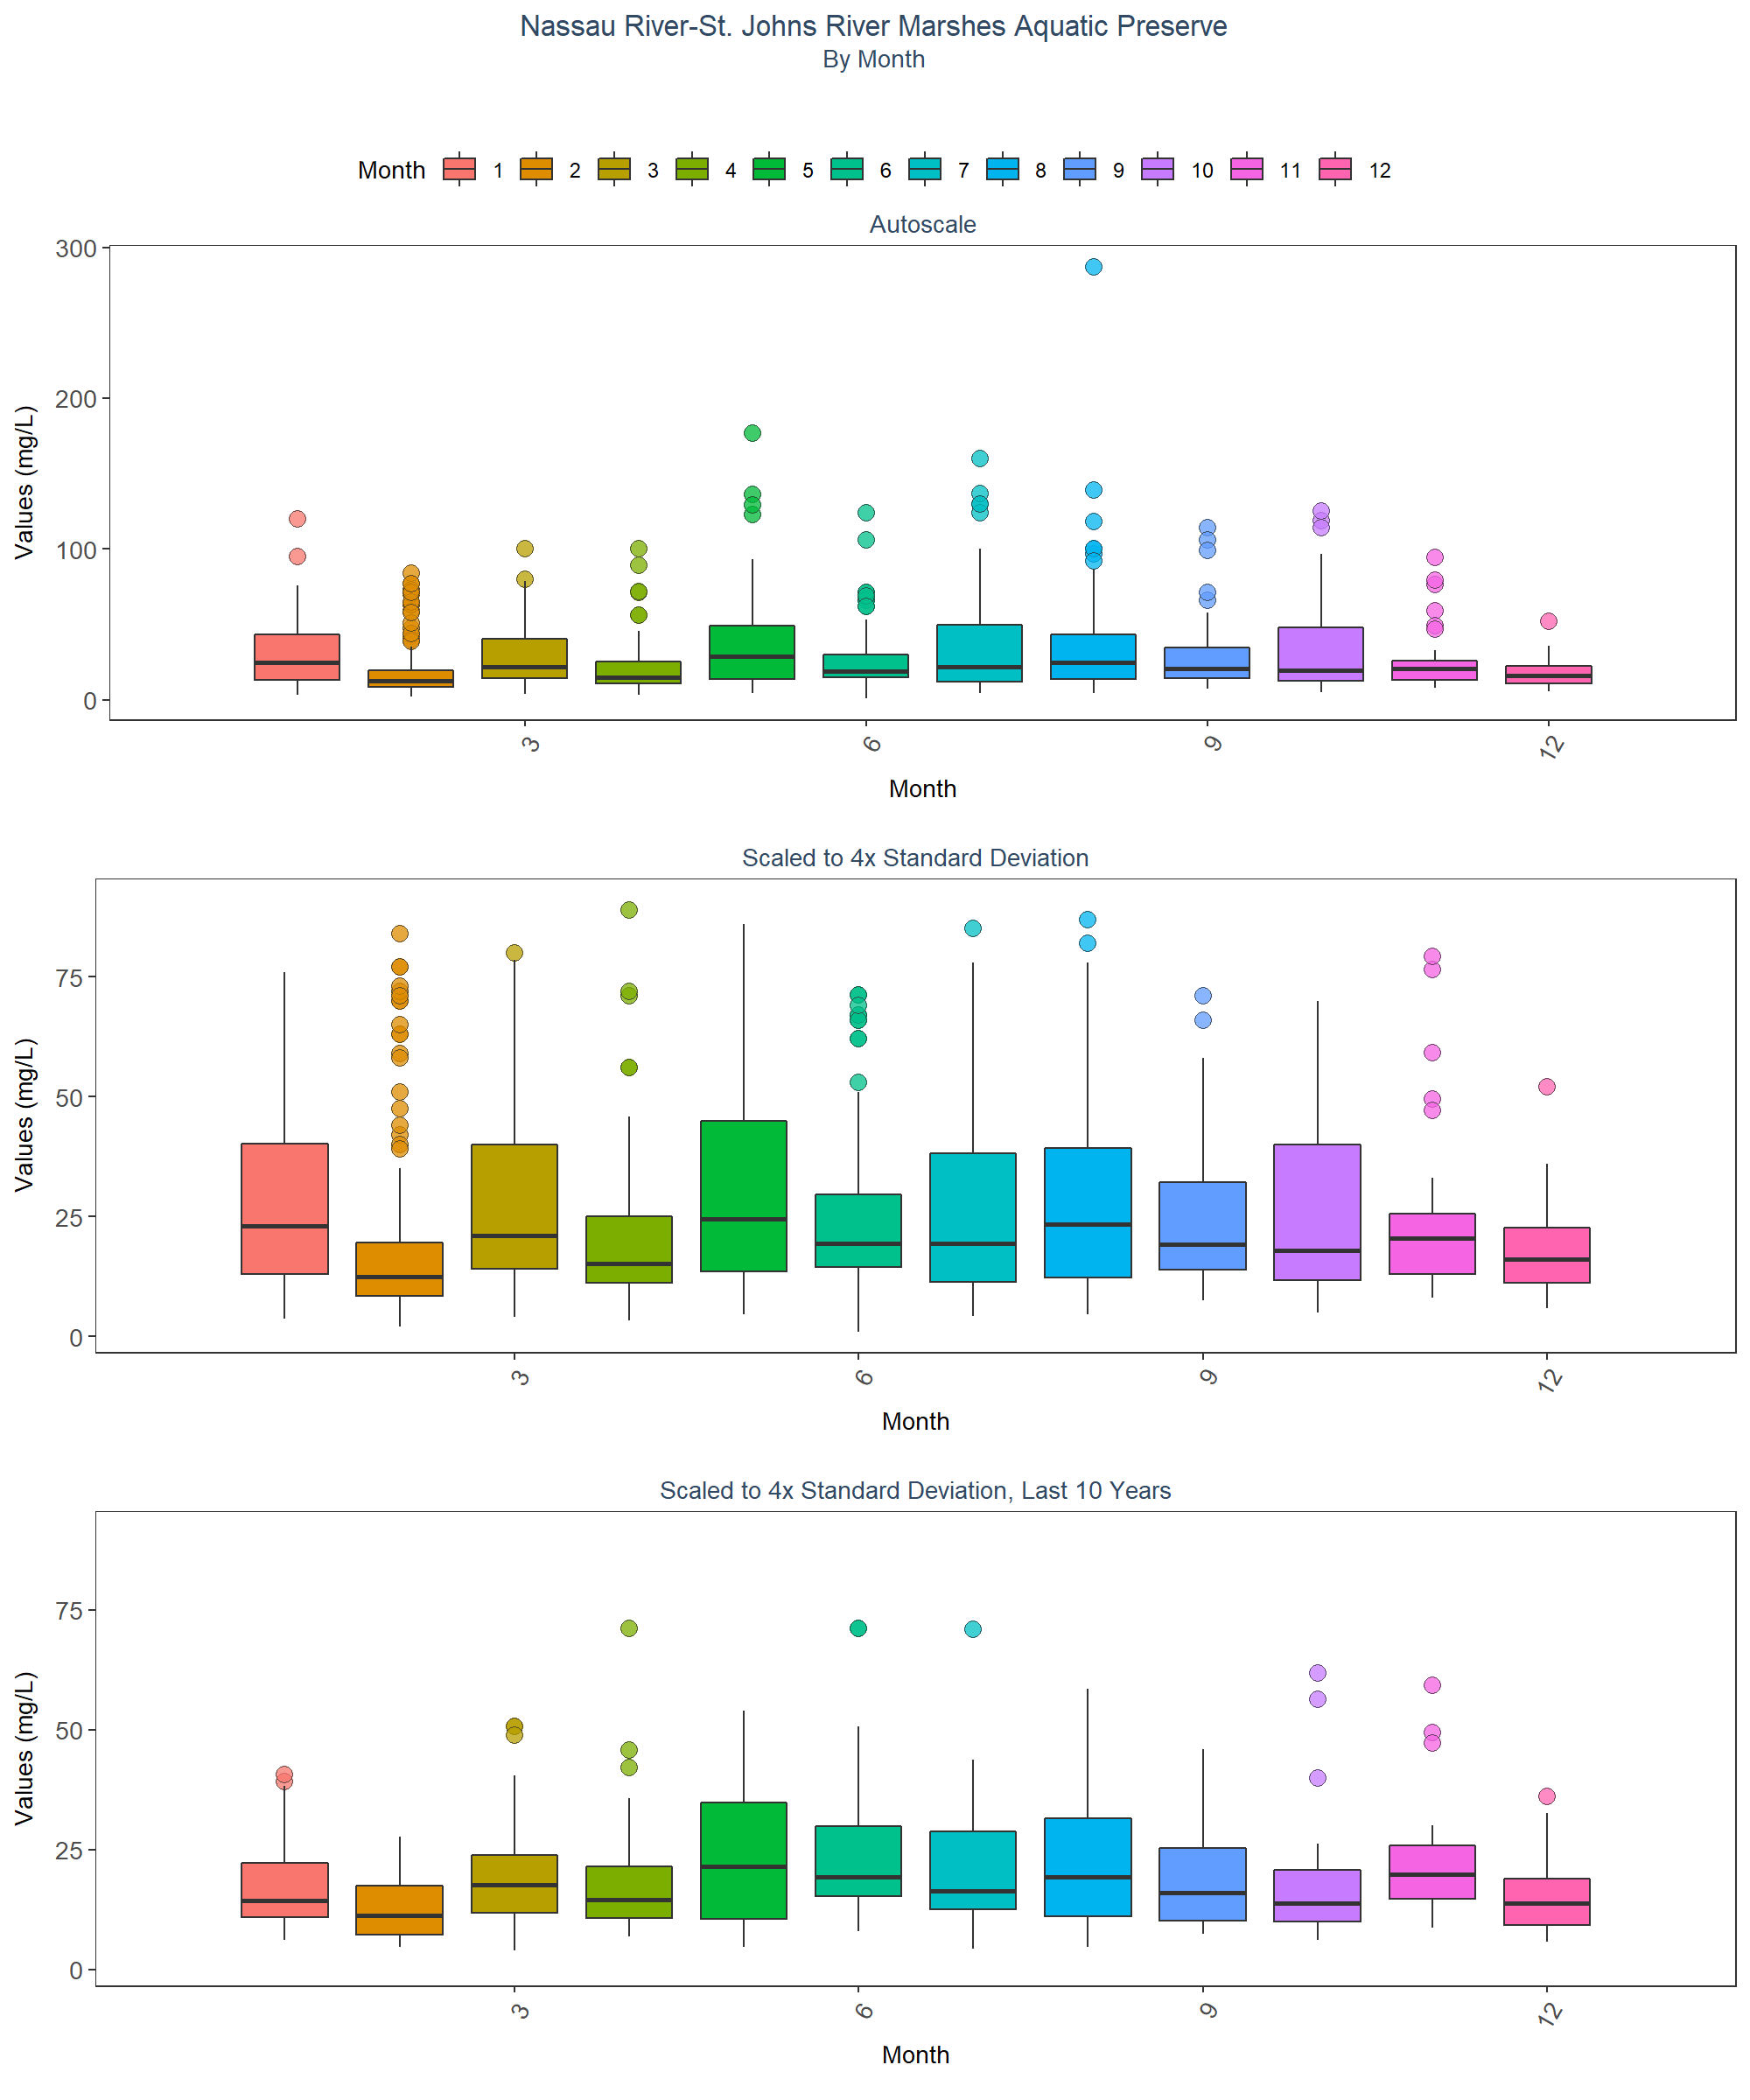 Nassau River-St. Johns River Marshes Aquatic Preserve
By Month
Month 1 2 3 4 5 6 7 8 9 10 11 12
Autoscale
300
200
100
0
Values (mg/L)
3 6 9 12
Month
Scaled to 4x Standard Deviation
75
50
25
0
Values (mg/L)
3 6 9 12
Month
Scaled to 4x Standard Deviation, Last 10 Years
75
50
25
0
Values (mg/L)
3 6 9 12
Month